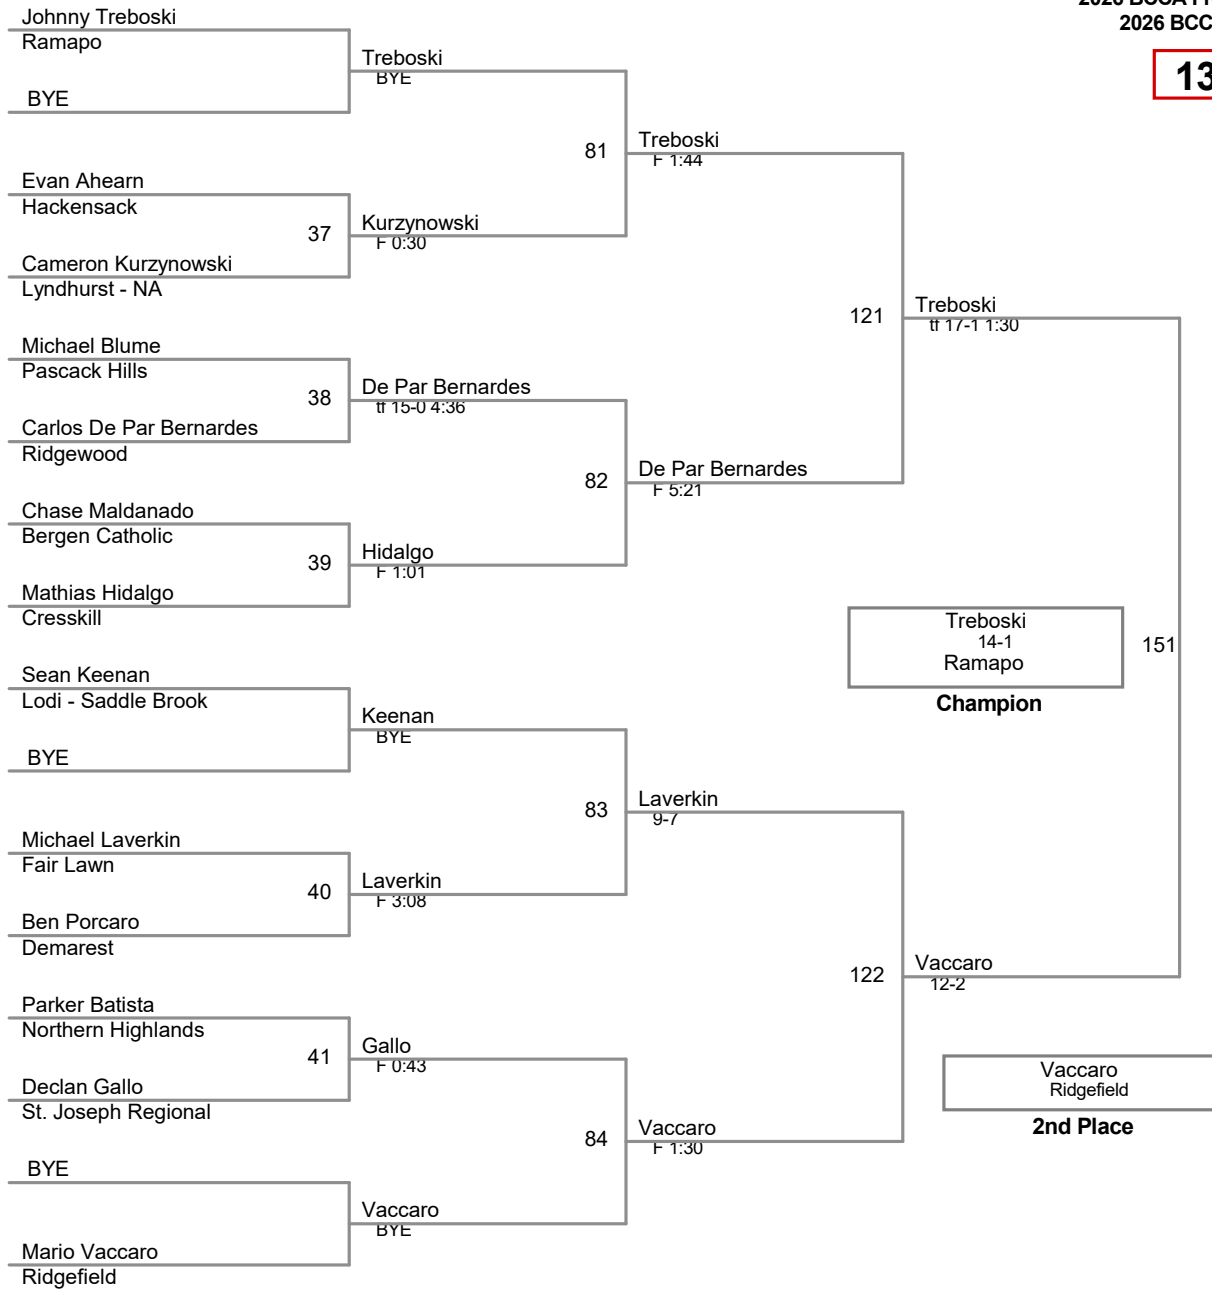 2026 BCC
13
Johnny Treboski
Ramapo
BYE
Treboski
BYE
Evan Ahearn
Hackensack
37
Cameron Kurzynowski
Lyndhurst - NA
Kurzynowski
F 0:30
81
Treboski
F 1:44
Michael Blume
Pascack Hills
38
Carlos De Par Bernardes
Ridgewood
De Par Bernardes
tf 15-0 4:36
Chase Maldanado
Bergen Catholic
39
Mathias Hidalgo
Cresskill
Hidalgo
F 1:01
82
De Par Bernardes
F 5:21
121
Treboski
tf 17-1 1:30
Sean Keenan
Lodi - Saddle Brook
BYE
Keenan
BYE
Michael Laverkin
Fair Lawn
40
Ben Porcaro
Demarest
Laverkin
F 3:08
83
Laverkin
9-7
Parker Batista
Northern Highlands
41
Declan Gallo
St. Joseph Regional
Gallo
F 0:43
BYE
Mario Vaccaro
Ridgefield
Vaccaro
BYE
84
Vaccaro
F 1:30
122
Vaccaro
12-2
151
Treboski
14-1
Ramapo
Champion
Vaccaro
Ridgefield
2nd Place